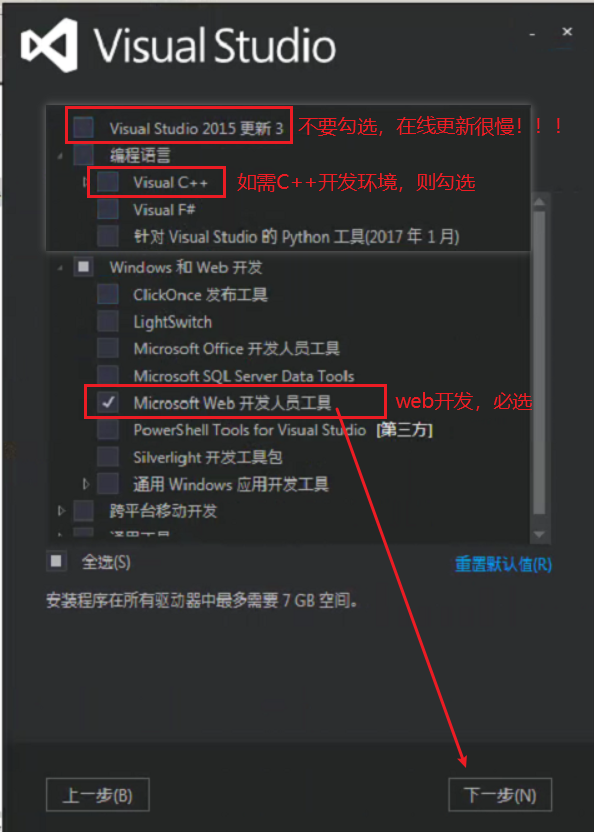 Visual Studio
Visual Studio 2015 更新 3 不要勾选，在线更新很慢！！！
编程语言
Visual C++ 如需C++开发环境，则勾选
Visual F#
针对 Visual Studio 的 Python 工具(2017 年 1 月)
Windows 和 Web 开发
ClickOnce 发布工具
LightSwitch
Microsoft Office 开发人员工具
Microsoft SQL Server Data Tools
Microsoft Web 开发人员工具 web开发，必选
PowerShell Tools for Visual Studio [第三方]
Silverlight 开发工具包
通用 Windows 应用开发工具
跨平台移动开发
通用工具
全选(S) 重置默认值(R)
安装程序在所有驱动器中最多需要 7 GB 空间。
上一步(B) 下一步(N)